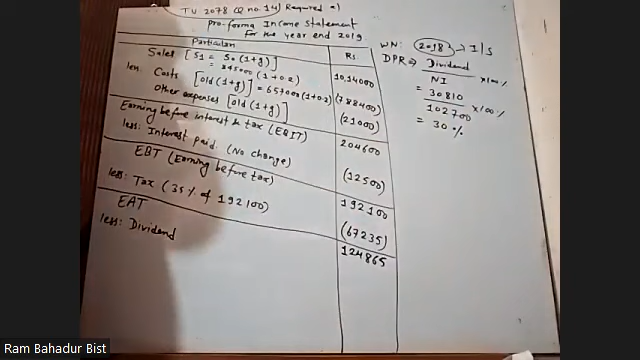 TU 2078 (Q no. 14) Required a)
Pro-forma Income Statement
For the year end 2019
Particulars
Rs.
Sales [S1 = S0 (1+g)]
= 845000 (1+0.2)
1014000
less: Costs [old (1+g)] = 657000 (1+0.2)
(788400)
Other expenses [old (1+g)]
(21000)
Earning before interest & tax (EBIT)
204600
less: Interest paid. (No change)
(12500)
EBT (Earning before tax)
192100
less: Tax (35% of 192100)
(67235)
EAT
124865
less: Dividend
WN: 2018 → I/S
DPR ⇒ Dividend
NI
×100%
= 30810
102700
×100%
= 30%
Ram Bahadur Bist